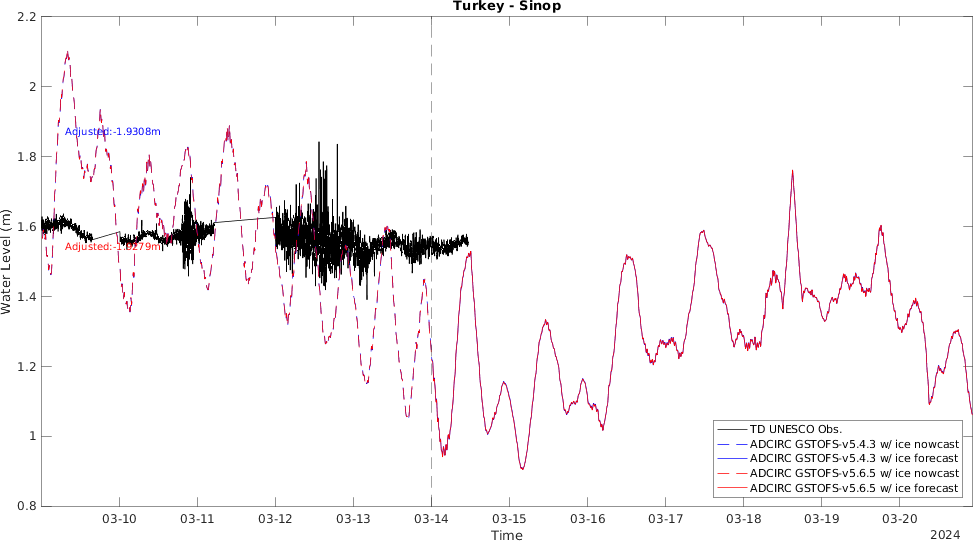 Turkey - Sinop
2.2
2
1.8
1.6
1.4
1.2
1
0.8
Water Level (m)
Adjusted:-1.9308m
03-10
03-11
03-12
03-13
03-14
03-15
03-16
03-17
03-18
03-19
03-20
Time
2024
TD UNESCO Obs.
ADCIRC GSTOFS-v5.4.3 w/ ice nowcast
ADCIRC GSTOFS-v5.4.3 w/ ice forecast
ADCIRC GSTOFS-v5.6.5 w/ ice nowcast
ADCIRC GSTOFS-v5.6.5 w/ ice forecast